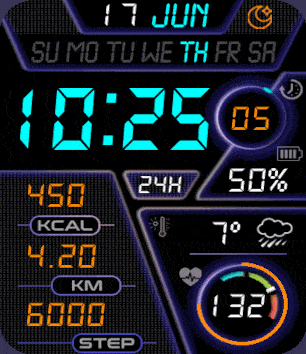 17 JUN
SU MO TU WE TH FR SA
10:25 05
24H 50%
450
KCAL
4.20
KM
6000
STEP
7°
132